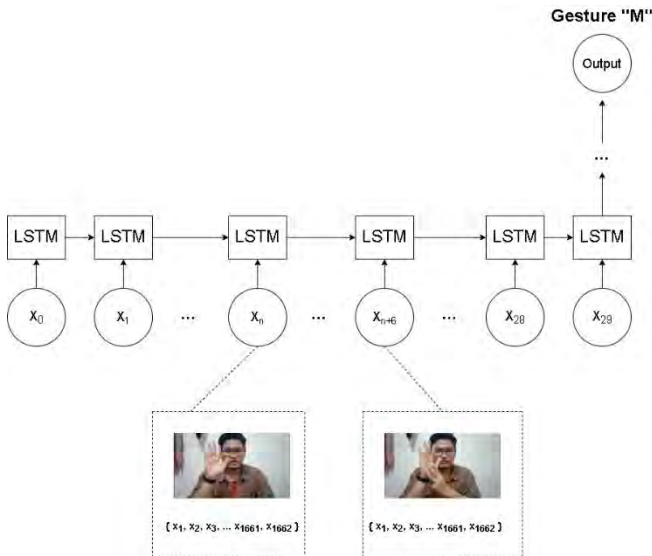 Gesture "M"
Output
...
LSTM LSTM LSTM LSTM LSTM LSTM
X0 X1 ... Xn ... Xn+6 ... X28 X29
{ x1, x2, x3, ... x1661, x1662 } { x1, x2, x3, ... x1661, x1662 }